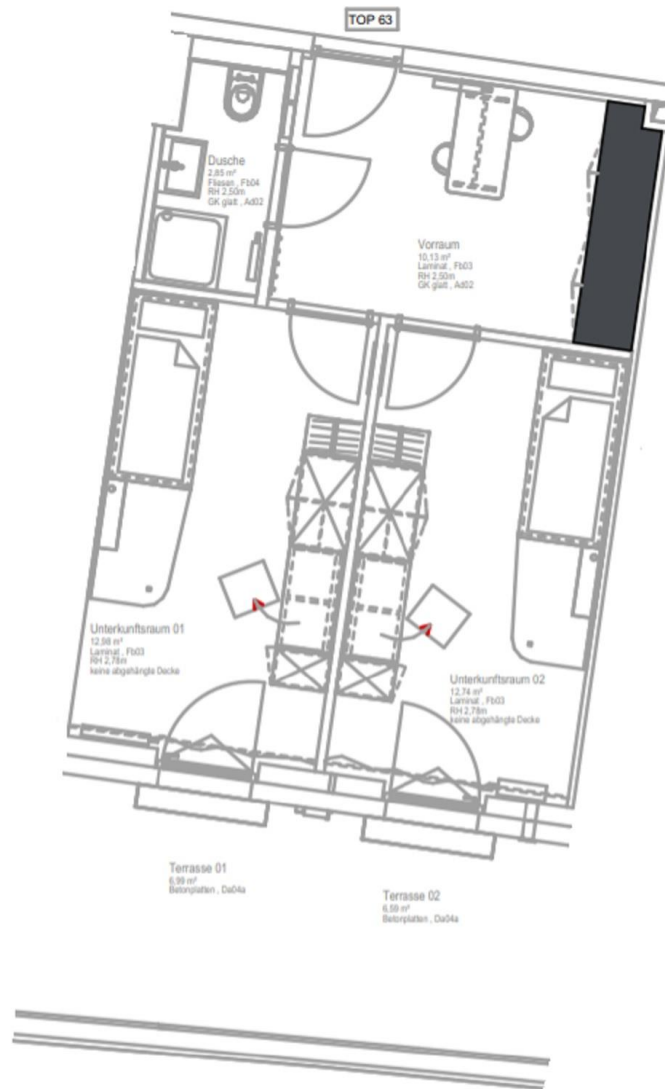 TOP 63
Dusche
2,85 m²
Fliesen , Fb04
RH 2,50m
GK glatt , Ad02
Vorraum
10,13 m²
Laminat , Fb03
RH 2,50m
GK glatt , Ad02
Unterkunftsraum 01
12,98 m²
Laminat , Fb03
RH 2,78m
keine abgehängte Decke
Unterkunftsraum 02
12,74 m²
Laminat , Fb03
RH 2,78m
keine abgehängte Decke
Terrasse 01
6,99 m²
Betonplatten , Da04a
Terrasse 02
6,59 m²
Betonplatten , Da04a